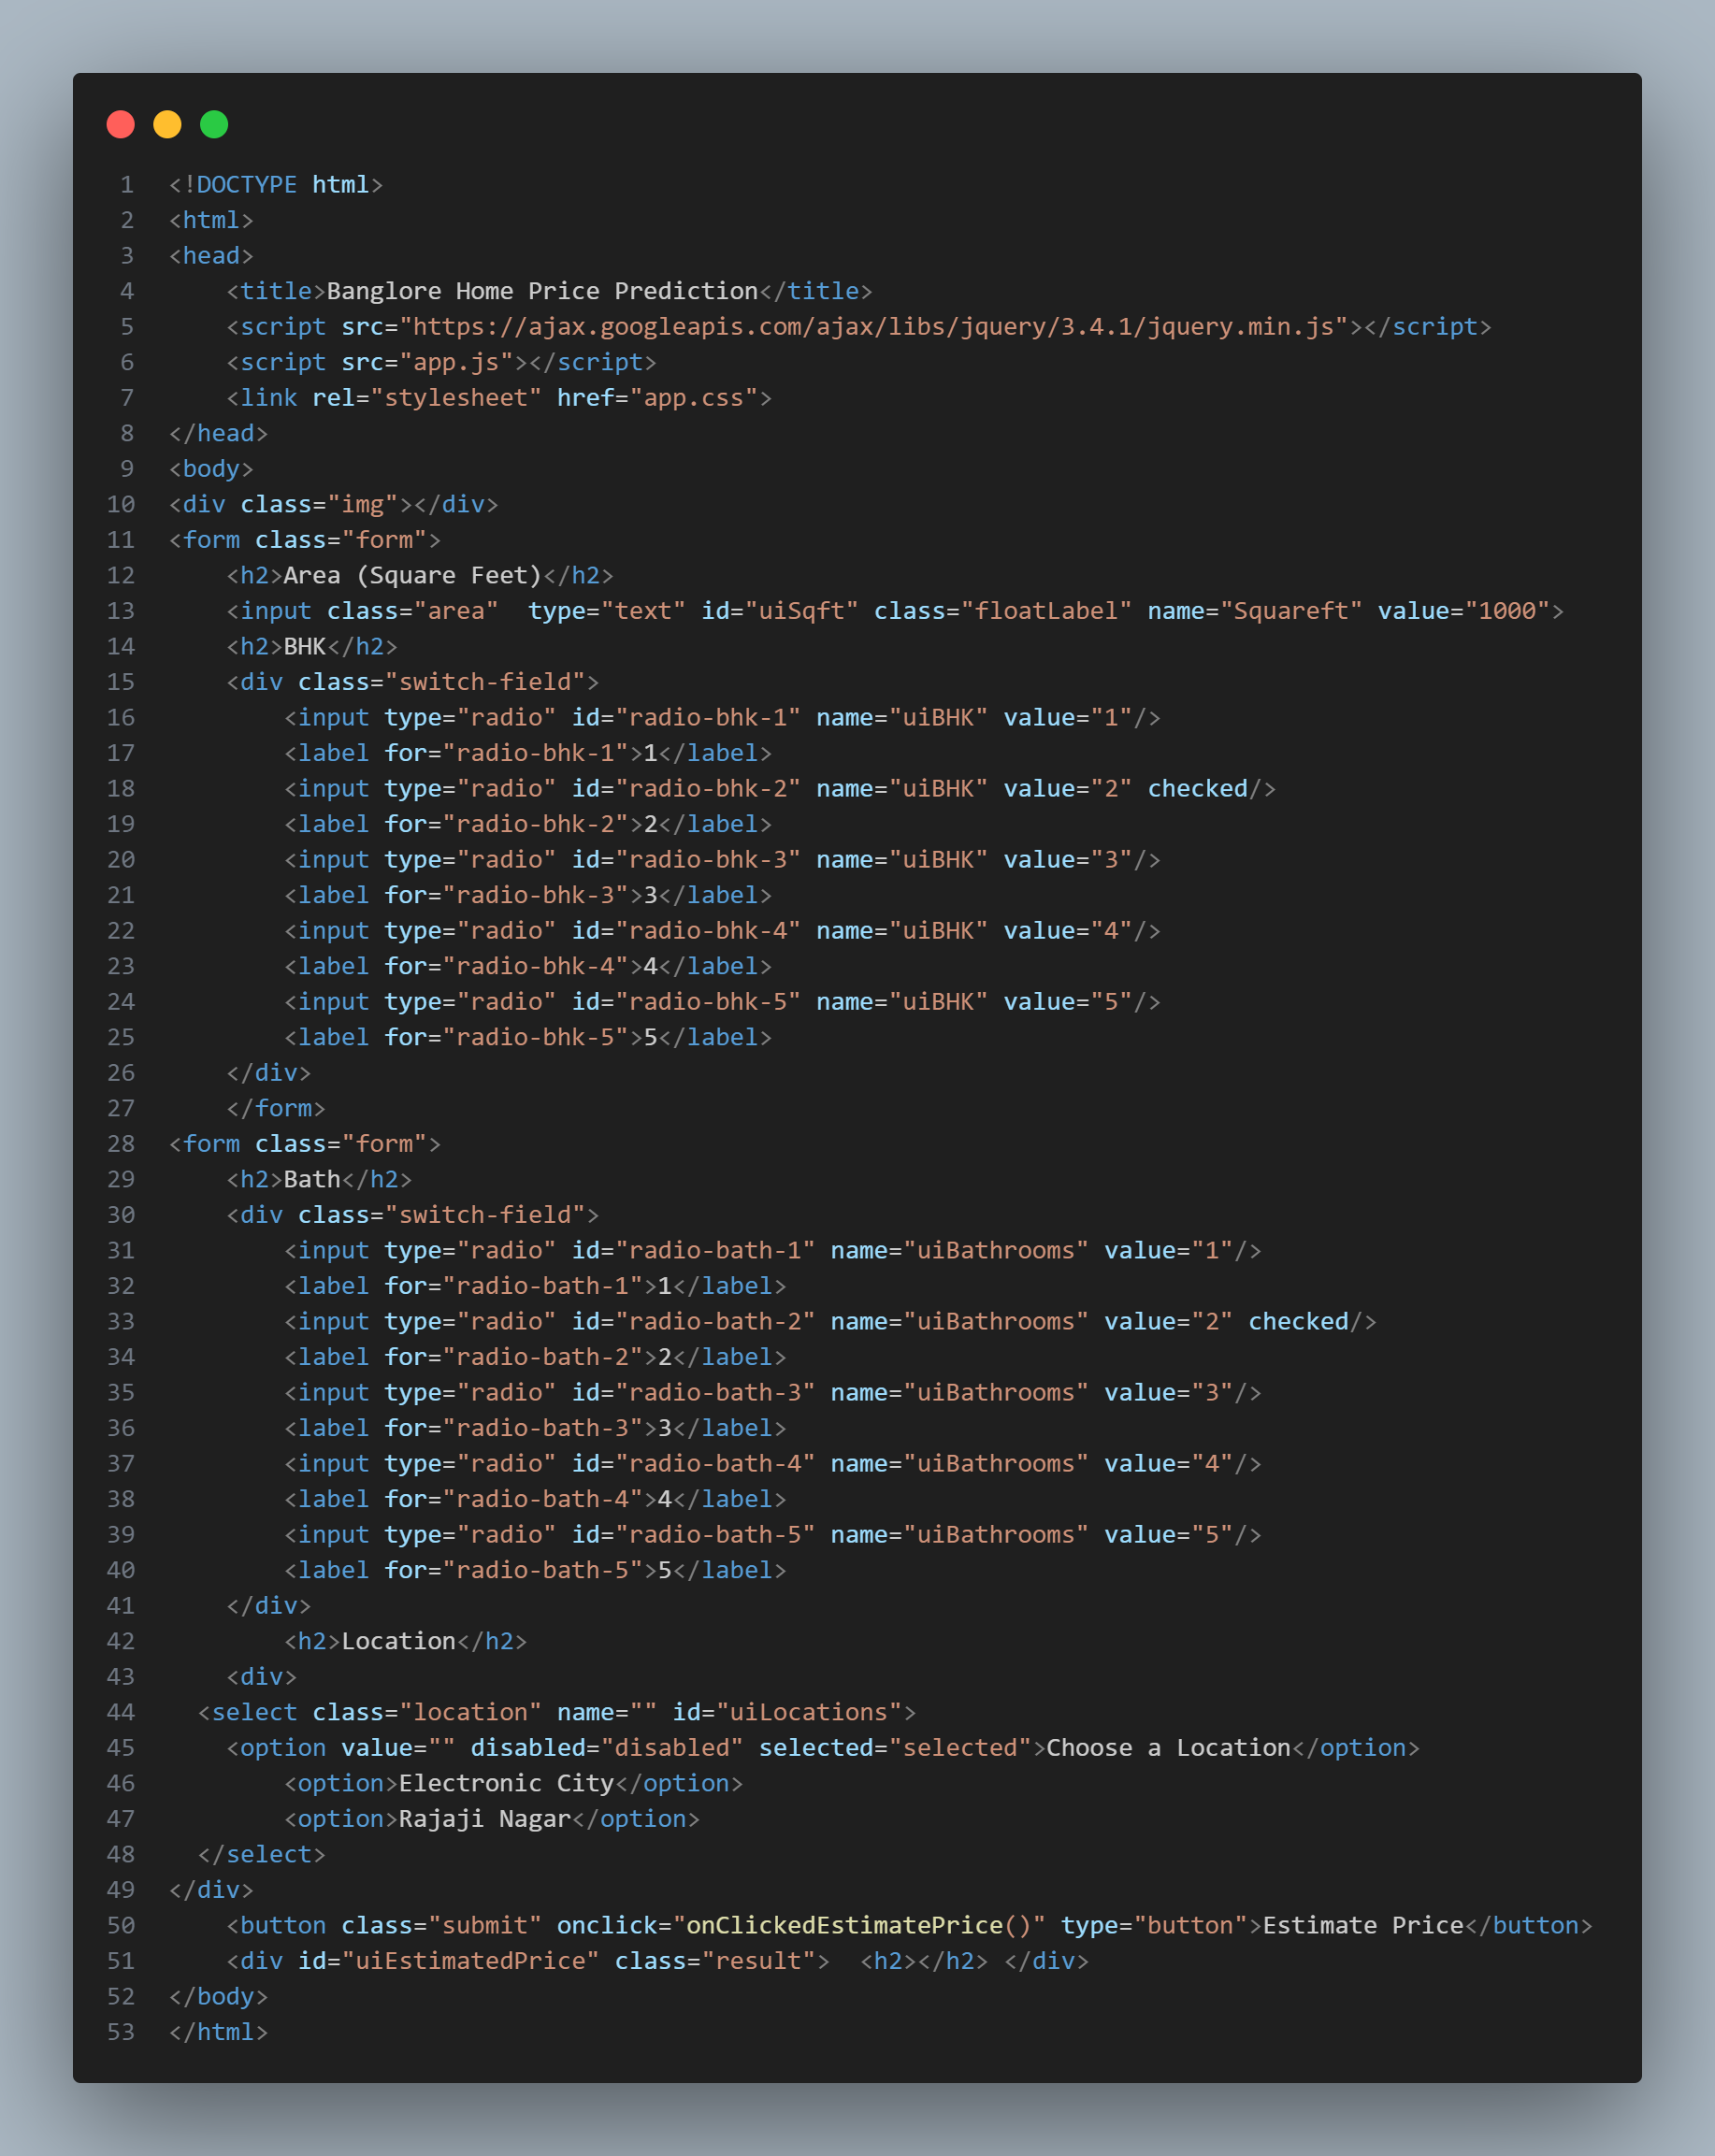 1 <!DOCTYPE html>
2 <html>
3 <head>
4     <title>Banglore Home Price Prediction</title>
5     <script src="https://ajax.googleapis.com/ajax/libs/jquery/3.4.1/jquery.min.js"></script>
6     <script src="app.js"></script>
7     <link rel="stylesheet" href="app.css">
8 </head>
9 <body>
10 <div class="img"></div>
11 <form class="form">
12     <h2>Area (Square Feet)</h2>
13     <input class="area"  type="text" id="uiSqft" class="floatLabel" name="Squareft" value="1000">
14     <h2>BHK</h2>
15     <div class="switch-field">
16         <input type="radio" id="radio-bhk-1" name="uiBHK" value="1"/>
17         <label for="radio-bhk-1">1</label>
18         <input type="radio" id="radio-bhk-2" name="uiBHK" value="2" checked/>
19         <label for="radio-bhk-2">2</label>
20         <input type="radio" id="radio-bhk-3" name="uiBHK" value="3"/>
21         <label for="radio-bhk-3">3</label>
22         <input type="radio" id="radio-bhk-4" name="uiBHK" value="4"/>
23         <label for="radio-bhk-4">4</label>
24         <input type="radio" id="radio-bhk-5" name="uiBHK" value="5"/>
25         <label for="radio-bhk-5">5</label>
26     </div>
27     </form>
28 <form class="form">
29     <h2>Bath</h2>
30     <div class="switch-field">
31         <input type="radio" id="radio-bath-1" name="uiBathrooms" value="1"/>
32         <label for="radio-bath-1">1</label>
33         <input type="radio" id="radio-bath-2" name="uiBathrooms" value="2" checked/>
34         <label for="radio-bath-2">2</label>
35         <input type="radio" id="radio-bath-3" name="uiBathrooms" value="3"/>
36         <label for="radio-bath-3">3</label>
37         <input type="radio" id="radio-bath-4" name="uiBathrooms" value="4"/>
38         <label for="radio-bath-4">4</label>
39         <input type="radio" id="radio-bath-5" name="uiBathrooms" value="5"/>
40         <label for="radio-bath-5">5</label>
41     </div>
42         <h2>Location</h2>
43     <div>
44   <select class="location" name="" id="uiLocations">
45     <option value="" disabled="disabled" selected="selected">Choose a Location</option>
46         <option>Electronic City</option>
47         <option>Rajaji Nagar</option>
48   </select>
49 </div>
50     <button class="submit" onclick="onClickedEstimatePrice()" type="button">Estimate Price</button>
51     <div id="uiEstimatedPrice" class="result">  <h2></h2> </div>
52 </body>
53 </html>